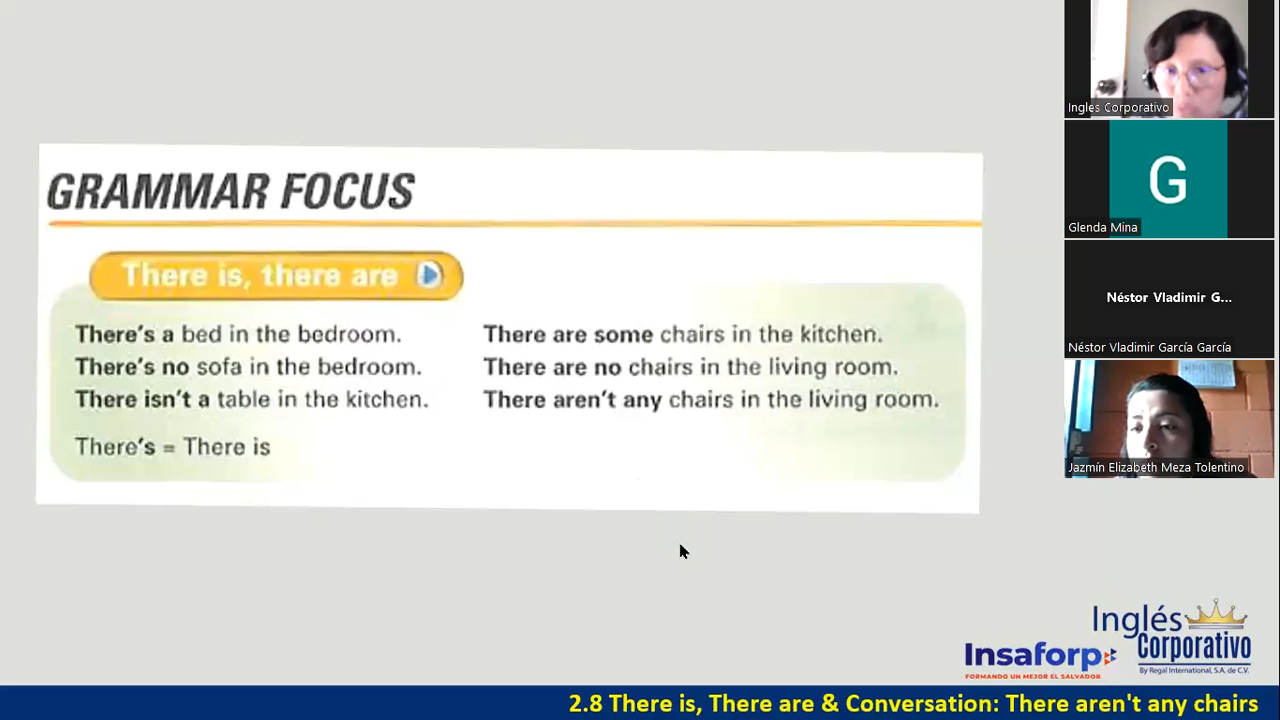 GRAMMAR FOCUS
There is, there are
There's a bed in the bedroom.
There's no sofa in the bedroom.
There isn't a table in the kitchen.
There's = There is
There are some chairs in the kitchen.
There are no chairs in the living room.
There aren't any chairs in the living room.
Ingles Corporativo
G
Glenda Mina
Néstor Vladimir G...
Néstor Vladimir García García
Jazmín Elizabeth Meza Tolentino
Insaforp
FORMANDO UN MEJOR EL SALVADOR
Inglés
Corporativo
By Regal International, S.A. de C.V.
2.8 There is, There are & Conversation: There aren't any chairs